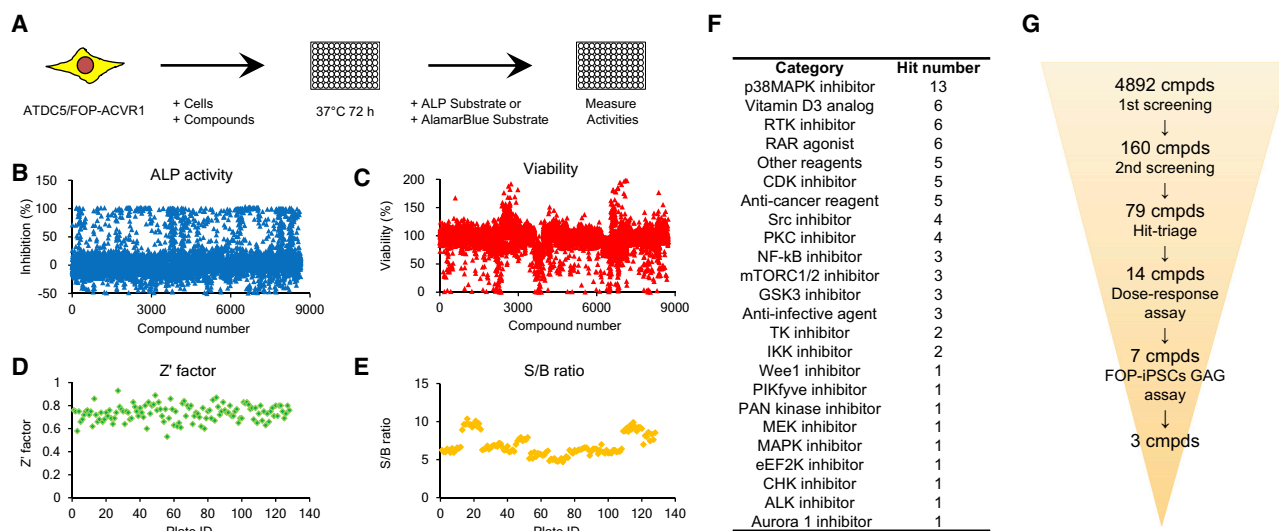 A
ATDC5/FOP-ACVR1
+ Cells
+ Compounds
37°C 72 h
+ ALP Substrate or
+ AlamarBlue Substrate
Measure
Activities
B
ALP activity
Inhibition (%)
150
100
50
0
-50
0
3000
6000
9000
Compound number
C
Viability
Viability (%)
200
150
100
50
0
0
3000
6000
9000
Compound number
D
Z' factor
Z' factor
1
0.8
0.6
0.4
0.2
0
0 20 40 60 80 100 120 140
Plate ID
E
S/B ratio
S/B ratio
15
10
5
0
0 20 40 60 80 100 120 140
Plate ID
F
Category Hit number
p38MAPK inhibitor 13
Vitamin D3 analog 6
RTK inhibitor 6
RAR agonist 6
Other reagents 5
CDK inhibitor 5
Anti-cancer reagent 5
Src inhibitor 4
PKC inhibitor 4
NF-kB inhibitor 3
mTORC1/2 inhibitor 3
GSK3 inhibitor 3
Anti-infective agent 3
TK inhibitor 2
IKK inhibitor 2
Wee1 inhibitor 1
PIKfyve inhibitor 1
PAN kinase inhibitor 1
MEK inhibitor 1
MAPK inhibitor 1
eEF2K inhibitor 1
CHK inhibitor 1
ALK inhibitor 1
Aurora 1 inhibitor 1
G
4892 cmpds
1st screening
↓
160 cmpds
2nd screening
↓
79 cmpds
Hit-triage
↓
14 cmpds
Dose-response
assay
↓
7 cmpds
FOP-iPSCs GAG
assay
↓
3 cmpds